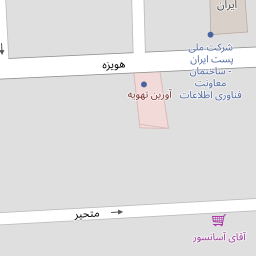 ایران
شرکت ملی
پست ایران
- ساختمان
معاونت
فناوری اطلاعات
هویزه
آورین تهویه
متحیر
آقای آسانسور